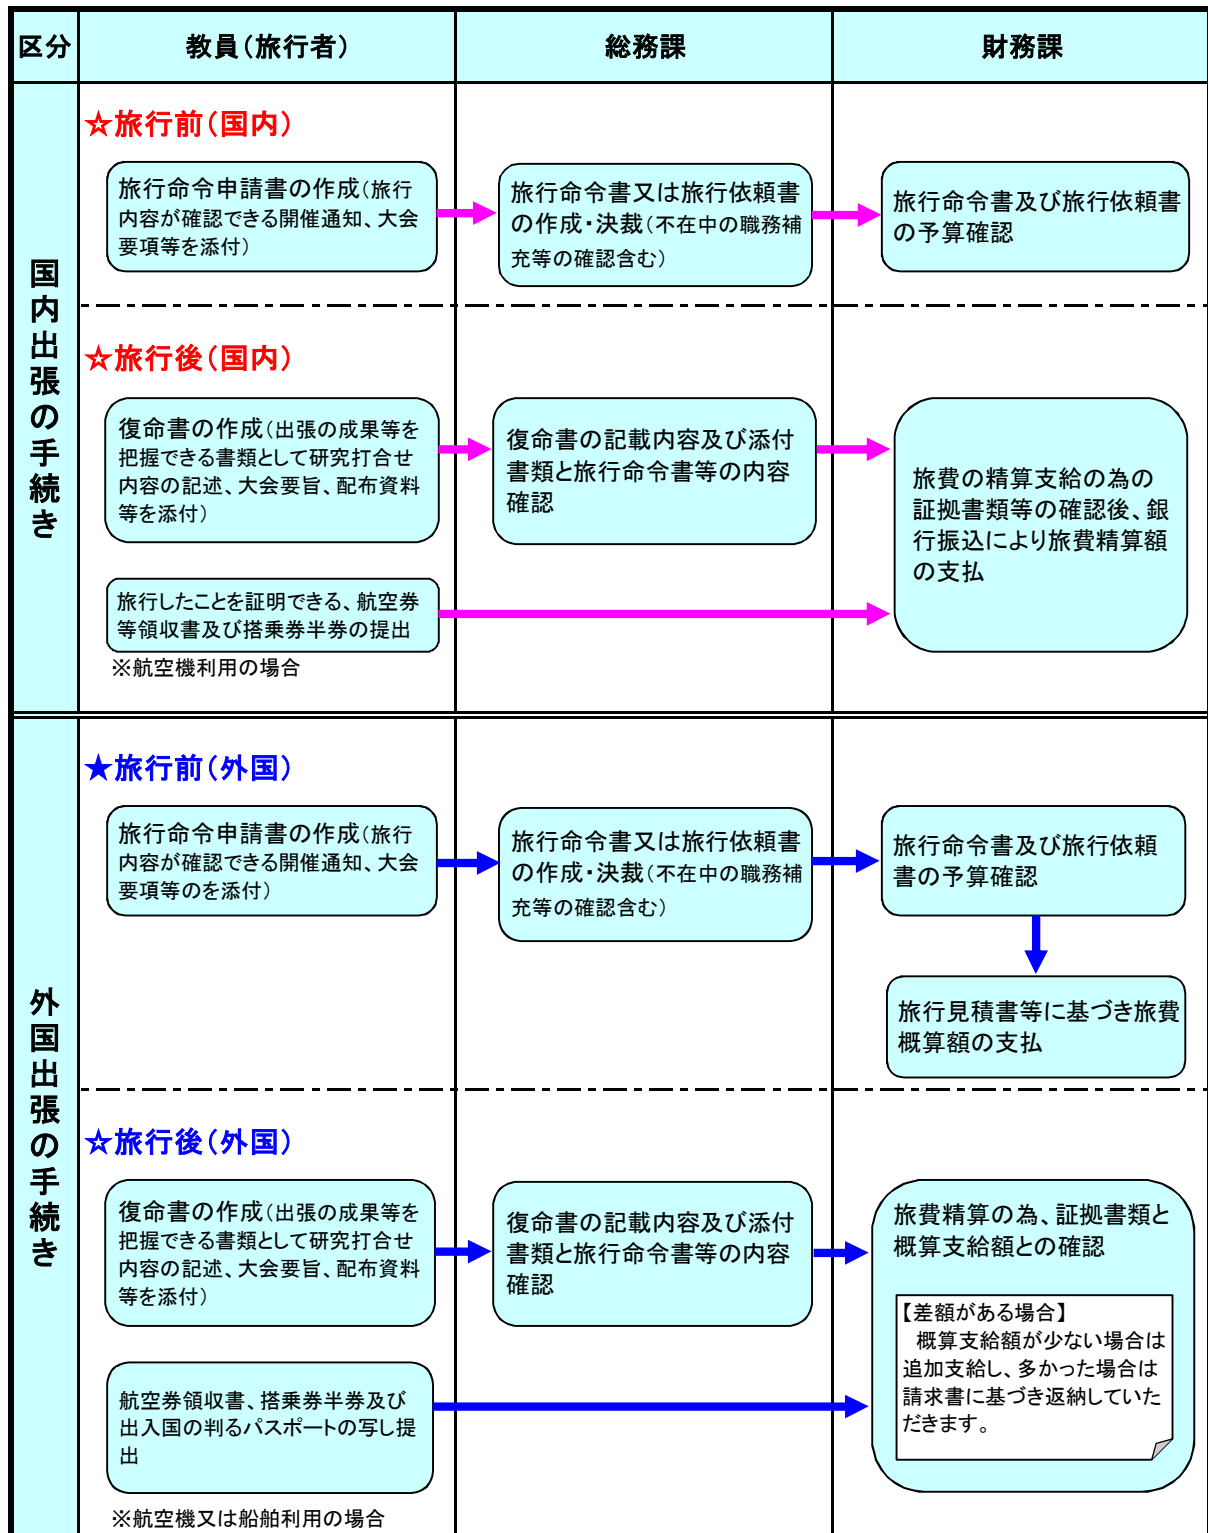 区分
教員（旅行者）
総務課
財務課
国内出張の手続き
☆旅行前（国内）
旅行命令申請書の作成（旅行
内容が確認できる開催通知、大会
要項等を添付）
旅行命令書又は旅行依頼書
の作成・決裁（不在中の職務補
充等の確認含む）
旅行命令書及び旅行依頼書
の予算確認
☆旅行後（国内）
復命書の作成（出張の成果等を
把握できる書類として研究打合せ
内容の記述、大会要旨、配布資料
等を添付）
復命書の記載内容及び添付
書類と旅行命令書等の内容
確認
旅費の精算支給の為の
証拠書類等の確認後、銀
行振込により旅費精算額
の支払
旅行したことを証明できる、航空券
等領収書及び搭乗券半券の提出
※航空機利用の場合
外国出張の手続き
★旅行前（外国）
旅行命令申請書の作成（旅行
内容が確認できる開催通知、大会
要項等のを添付）
旅行命令書又は旅行依頼書
の作成・決裁（不在中の職務補
充等の確認含む）
旅行命令書及び旅行依頼
書の予算確認
旅行見積書等に基づき旅費
概算額の支払
☆旅行後（外国）
復命書の作成（出張の成果等を
把握できる書類として研究打合せ
内容の記述、大会要旨、配布資料
等を添付）
復命書の記載内容及び添付
書類と旅行命令書等の内容
確認
旅費精算の為、証拠書類と
概算支給額との確認
【差額がある場合】
概算支給額が少ない場合は
追加支給し、多かった場合は
請求書に基づき返納していた
だきます。
航空券領収書、搭乗券半券及び
出入国の判るパスポートの写し提
出
※航空機又は船舶利用の場合